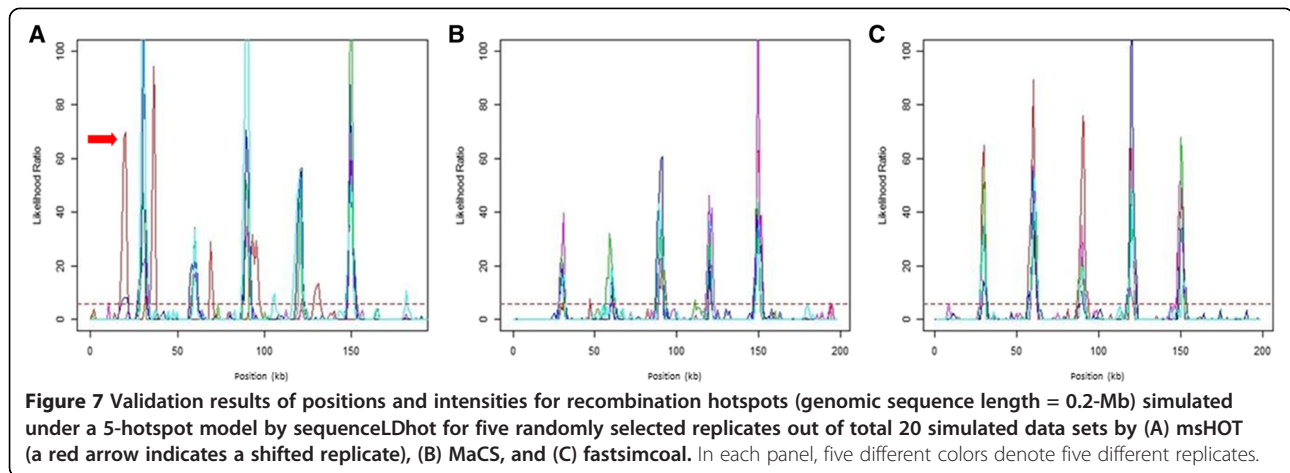 A
B
C
Likelihood Ratio
0
20
40
60
80
100
0
50
100
150
Position (kb)
Likelihood Ratio
0
20
40
60
80
100
0
50
100
150
200
Position (kb)
Likelihood Ratio
0
20
40
60
80
100
0
50
100
150
200
Position (kb)
Figure 7 Validation results of positions and intensities for recombination hotspots (genomic sequence length = 0.2-Mb) simulated
under a 5-hotspot model by sequenceLDhot for five randomly selected replicates out of total 20 simulated data sets by (A) msHOT
(a red arrow indicates a shifted replicate), (B) MaCS, and (C) fastsimcoal. In each panel, five different colors denote five different replicates.